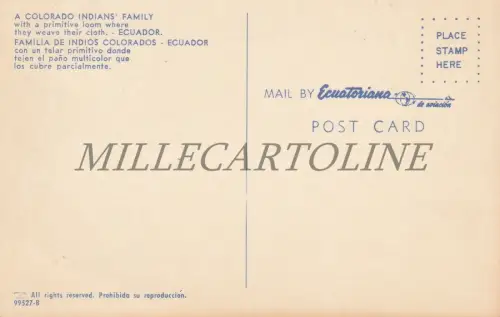 A COLORADO INDIANS' FAMILY
with a primitive loom where
they weave their cloth. - ECUADOR.
FAMILIA DE INDIOS COLORADOS - ECUADOR
con un telar primitivo donde
tejen el paño multicolor que
los cubre parcialmente.
PLACE
STAMP
HERE
MAIL BY Ecuatoriana
de aviación
POST CARD
MILLECARTOLINE
All rights reserved. Prohibida su reproducción.
99527-B